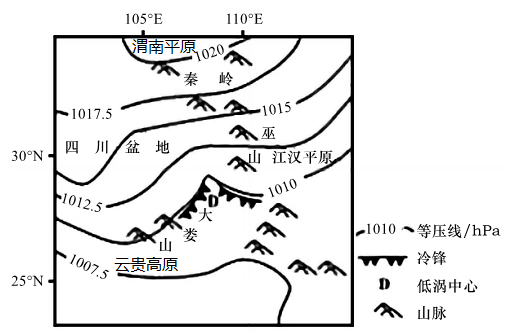 105°E 110°E
渭南平原
1020
秦岭
1017.5
1015
四川盆地
巫山
江汉平原
30°N
1010
1012.5
D
大娄山
云贵高原
1007.5
25°N
1010 等压线/hPa
冷锋
D 低涡中心
山脉